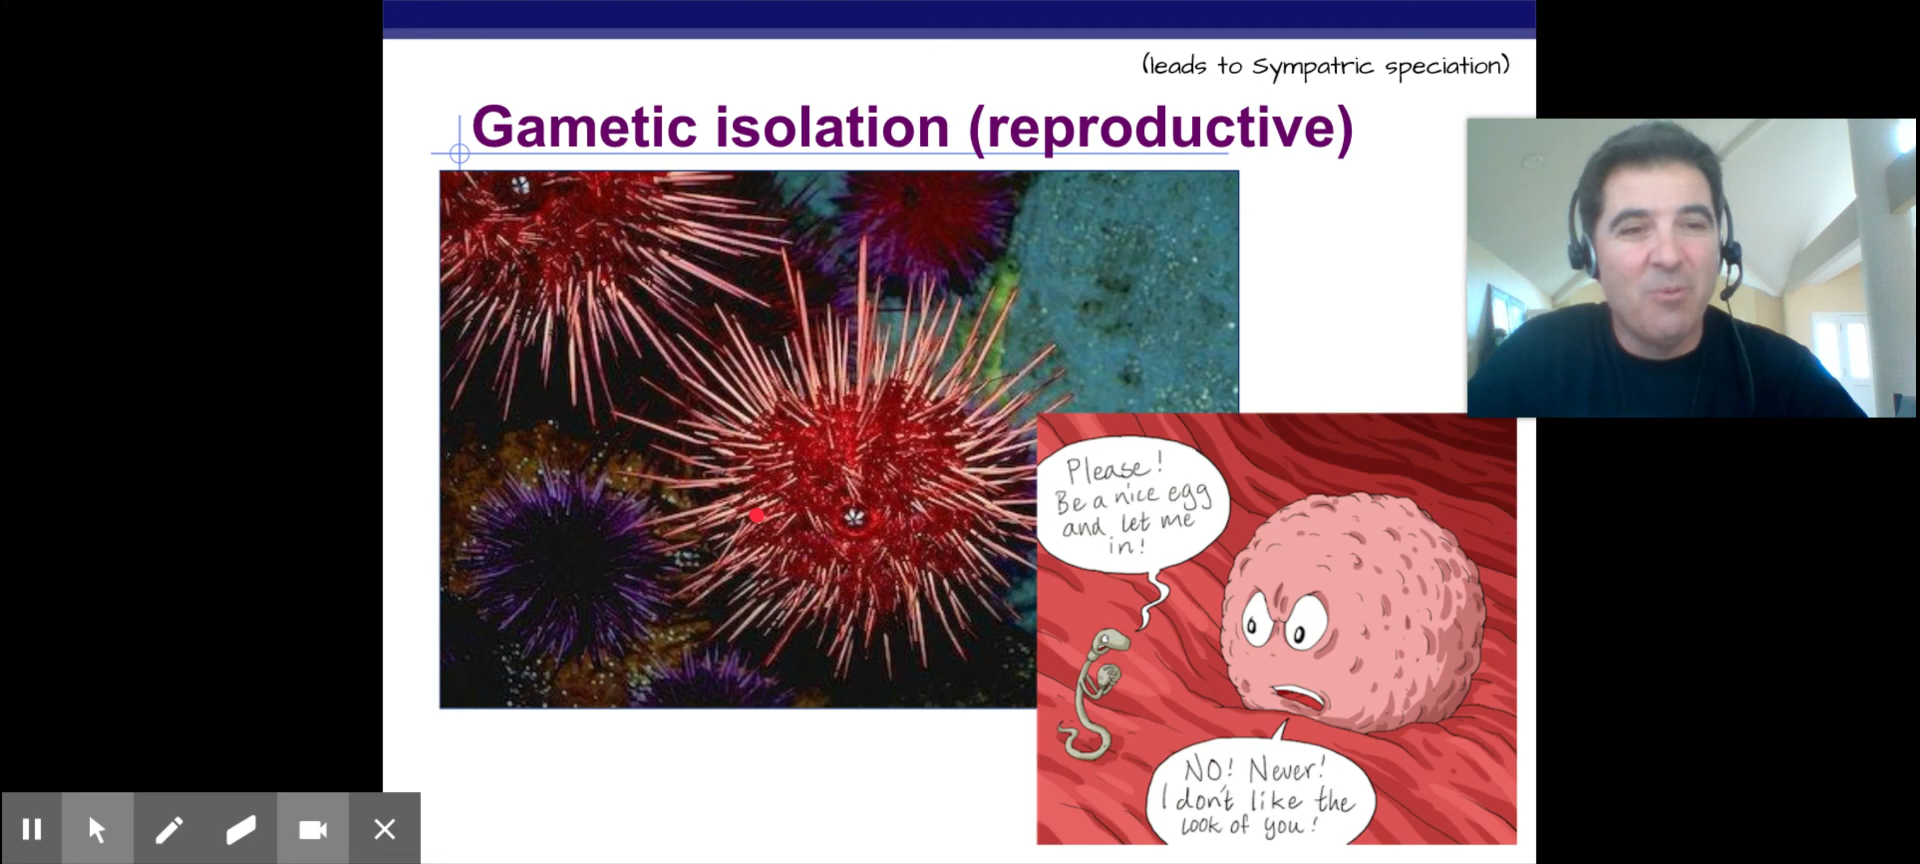 (leads to Sympatric speciation)
Gametic isolation (reproductive)
Please!
Be a nice egg
and let me
in!
NO! Never!
I don't like the
look of you!